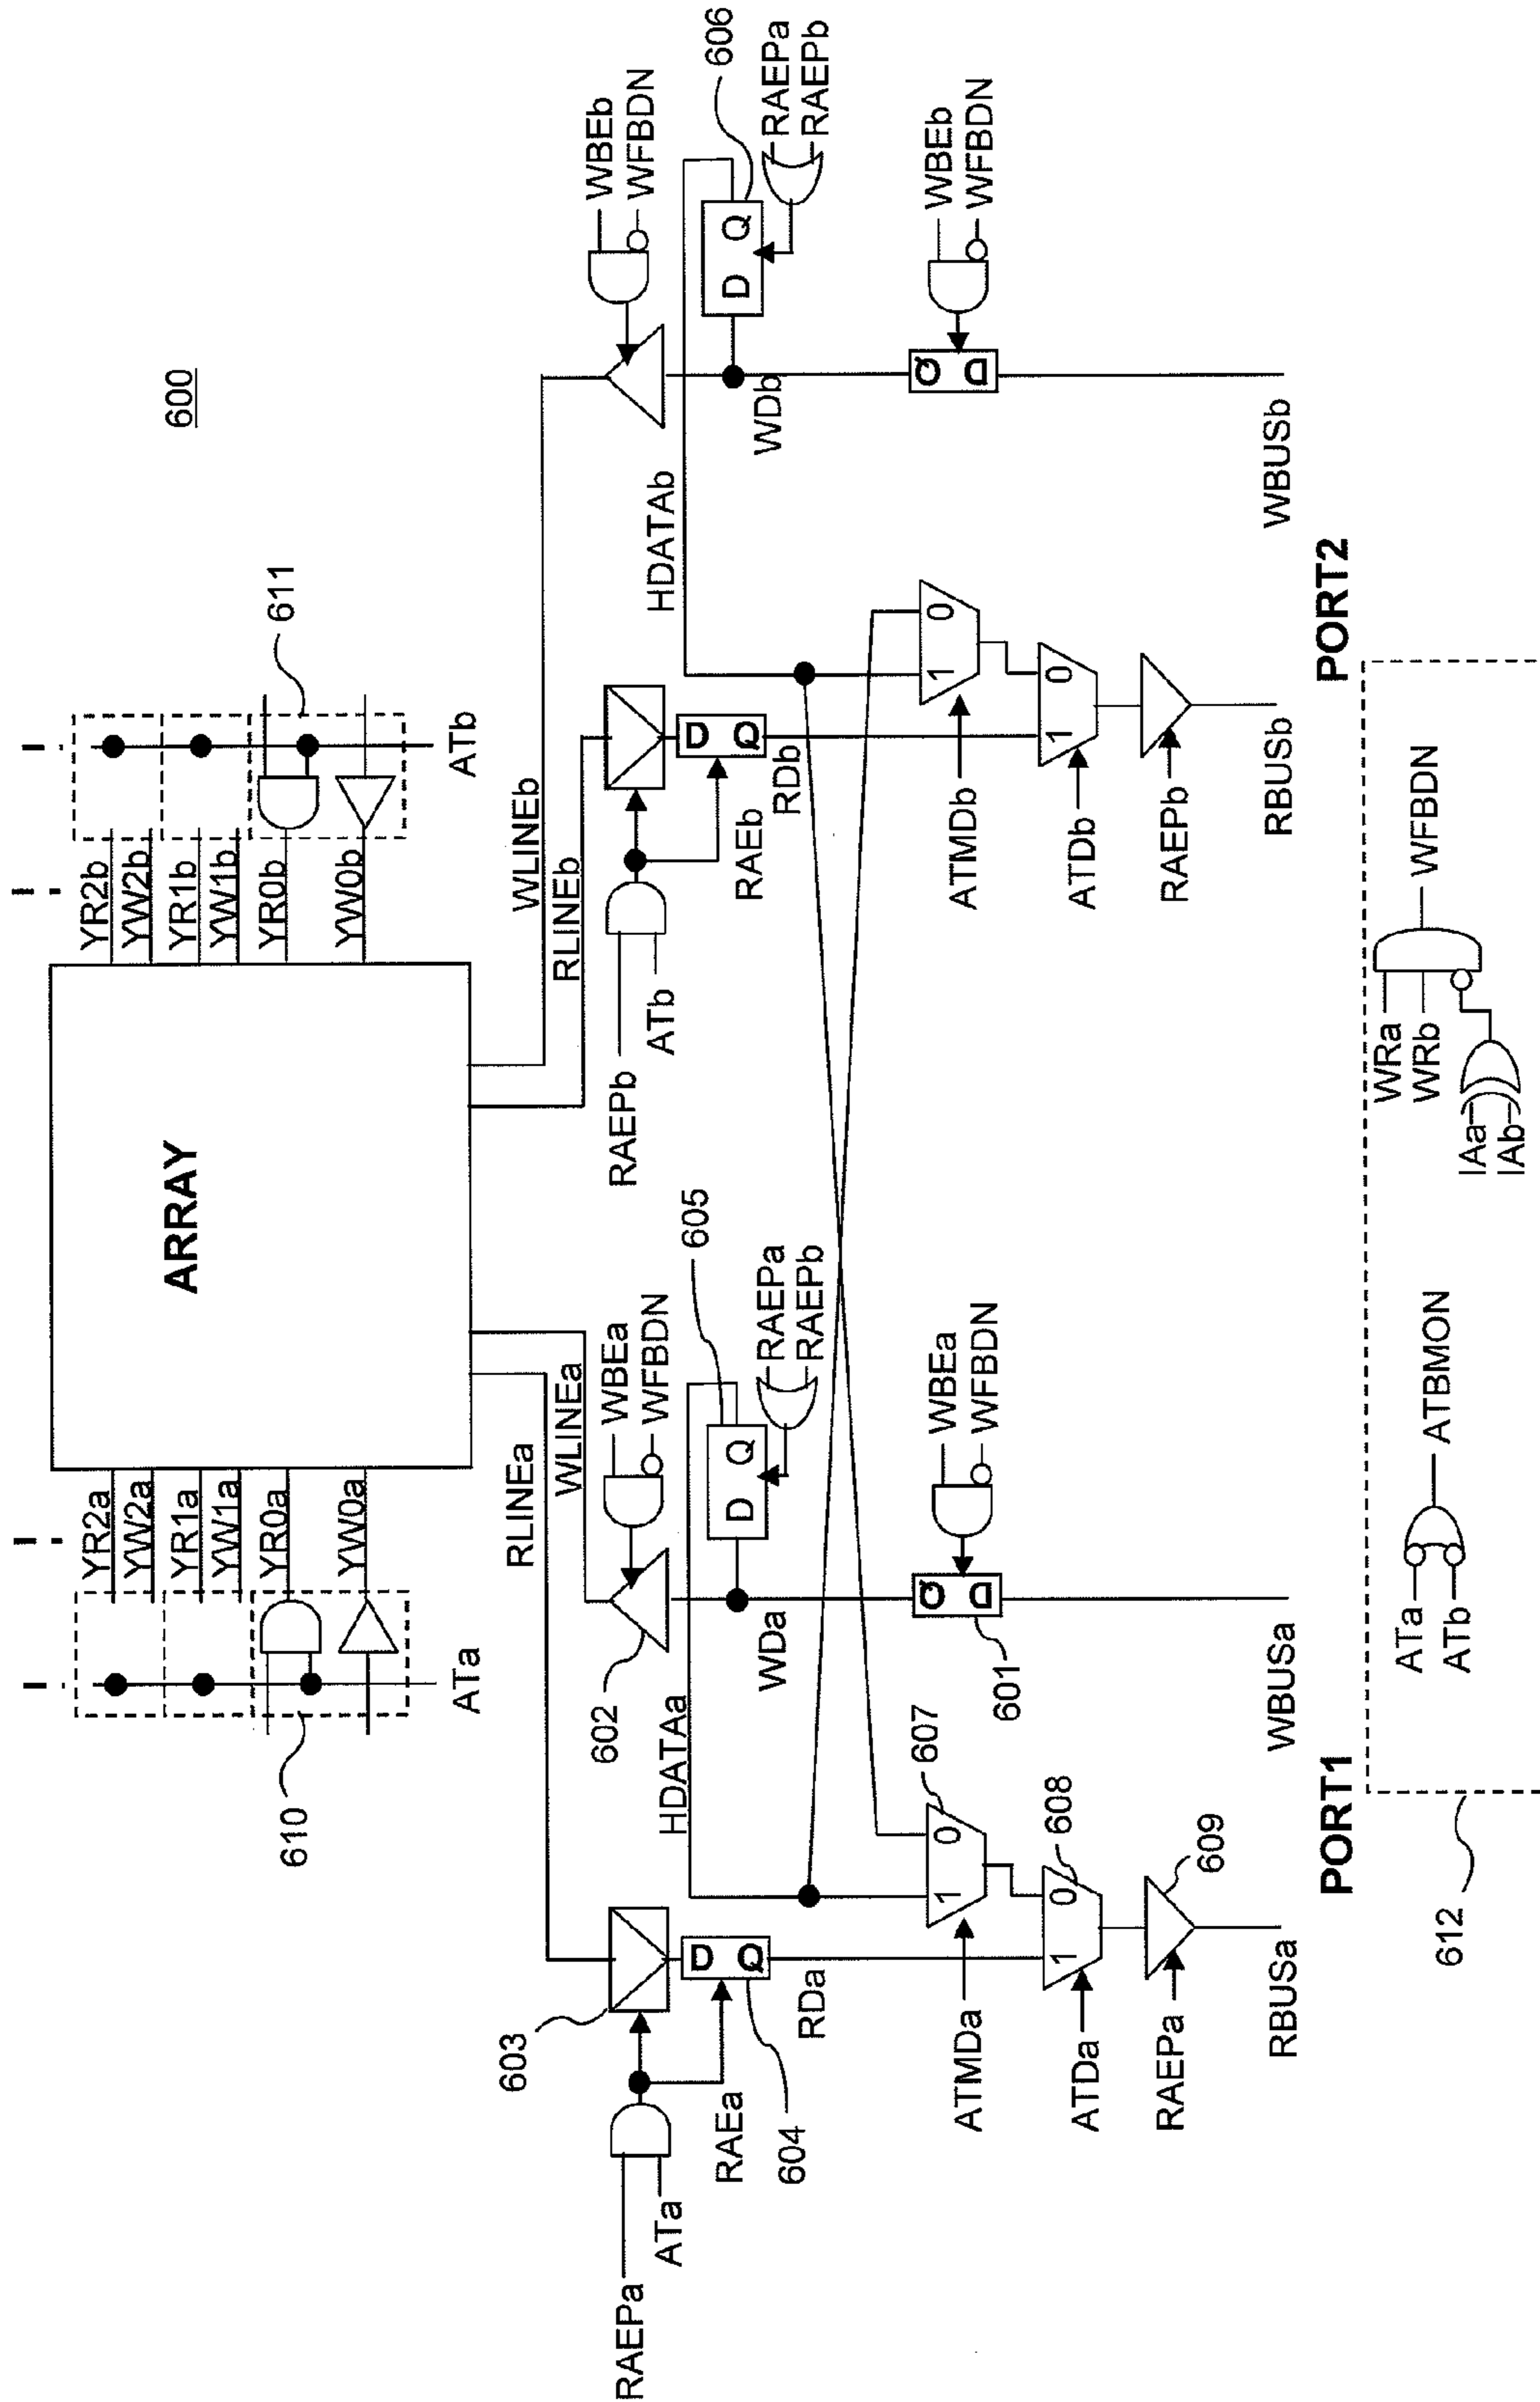 600
ARRAY
YR2a
YW2a
YR1a
YW1a
YR0a
YW0a
ATa
610
YR2b
YW2b
YR1b
YW1b
YR0b
YW0b
ATb
611
RLINEa
WLINEa
WLINEb
RLINEb
RAEPa
ATa
603
RAEa
D Q
604
RDa
HDATAa
602
WBEa
WFBDN
605
D Q
RAEPa
RAEPb
WDa
WBEa
WFBDN
Q D
601
WBUSa
607
1 0
ATMDa
608
1 0
ATDa
609
RAEPa
RBUSa
PORT1
RAEPb
ATb
RAEb
D Q
RDb
HDATAb
WBEb
WFBDN
606
D Q
RAEPa
RAEPb
WDb
WBEb
WFBDN
Q D
WBUSb
1 0
ATMDb
1 0
ATDb
RAEPb
RBUSb
PORT2
612
ATa
ATb
ATBMON
WRa
WRb
IAa
IAb
WFBDN